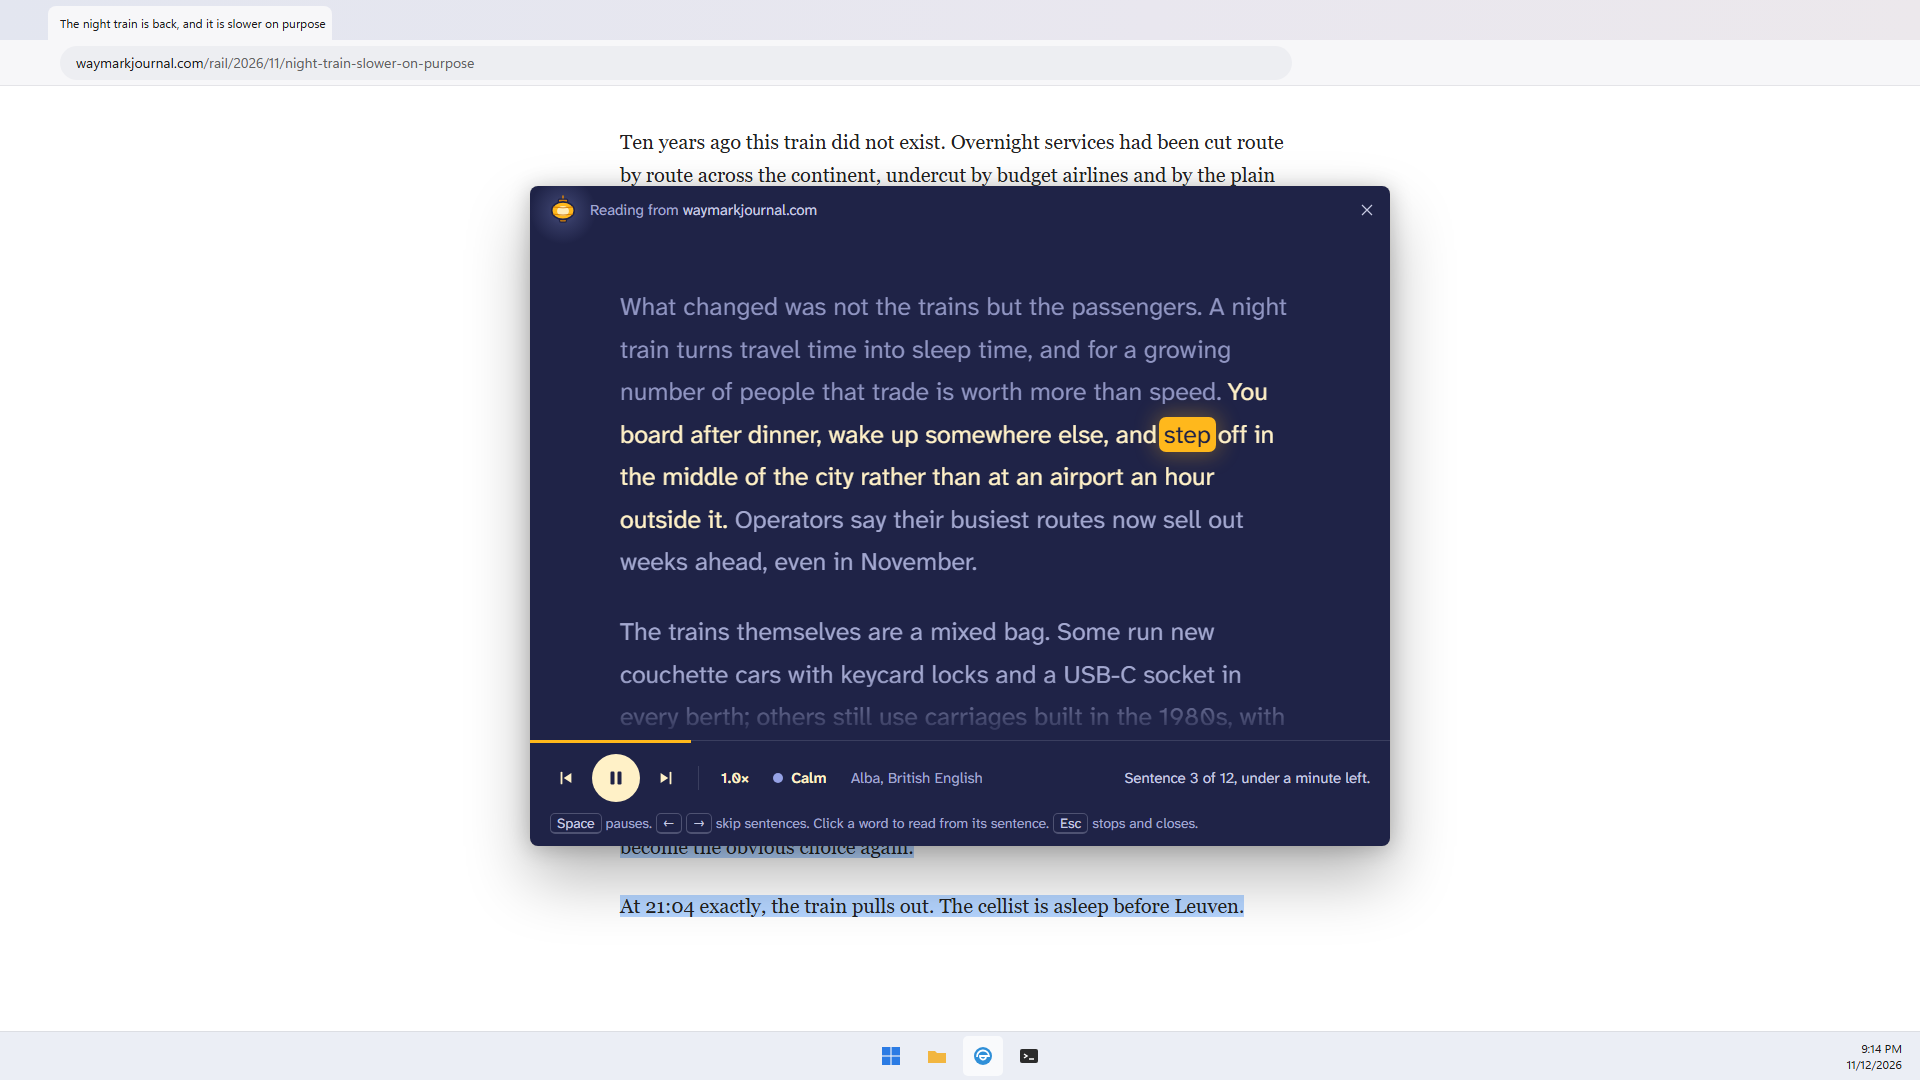 The night train is back, and it is slower on purpose
waymarkjournal.com/rail/2026/11/night-train-slower-on-purpose
Ten years ago this train did not exist. Overnight services had been cut route
by route across the continent, undercut by budget airlines and by the plain
Reading from waymarkjournal.com
What changed was not the trains but the passengers. A night
train turns travel time into sleep time, and for a growing
number of people that trade is worth more than speed. You
board after dinner, wake up somewhere else, and step off in
the middle of the city rather than at an airport an hour
outside it. Operators say their busiest routes now sell out
weeks ahead, even in November.
The trains themselves are a mixed bag. Some run new
couchette cars with keycard locks and a USB-C socket in
every berth; others still use carriages built in the 1980s, with
1.0× Calm Alba, British English Sentence 3 of 12, under a minute left.
Space pauses. ← → skip sentences. Click a word to read from its sentence. Esc stops and closes.
become the obvious choice again.
At 21:04 exactly, the train pulls out. The cellist is asleep before Leuven.
9:14 PM
11/12/2026